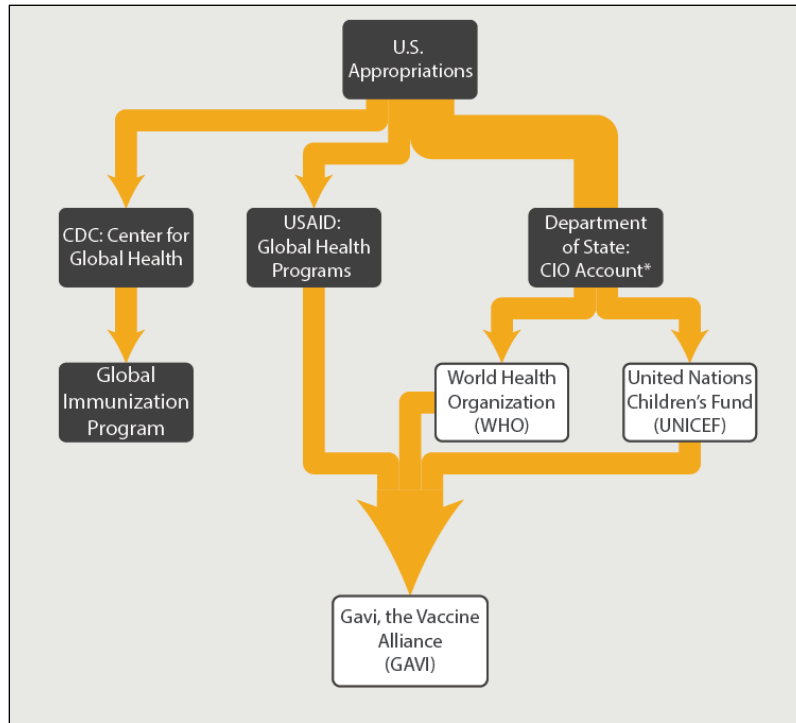 U.S.
Appropriations
CDC: Center for
Global Health
USAID:
Global Health
Programs
Department
of State:
CIO Account*
Global
Immunization
Program
World Health
Organization
(WHO)
United Nations
Children’s Fund
(UNICEF)
Gavi, the Vaccine
Alliance
(GAVI)